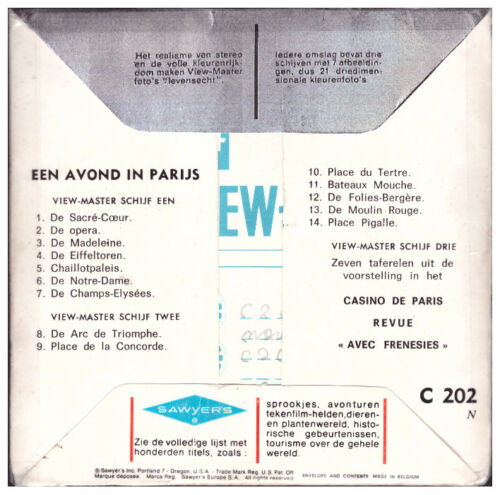 Het realisme van stereo
en de volle kleurenrijk-
dom maken View-Master
foto's "levensecht".
Iedere omslag bevat drie
schijven met 7 afbeeldin-
gen, dus 21 driedimen-
sionale kleurenfoto's
EEN AVOND IN PARIJS
VIEW-MASTER SCHIJF EEN
1. De Sacré-Cœur.
2. De opera.
3. De Madeleine.
4. De Eiffeltoren.
5. Chaillotpaleis.
6. De Notre-Dame.
7. De Champs-Elysées.
VIEW-MASTER SCHIJF TWEE
8. De Arc de Triomphe.
9. Place de la Concorde.
EW-
C 2
C 20
10. Place du Tertre.
11. Bateaux Mouche.
12. De Folies-Bergère.
13. De Moulin Rouge.
14. Place Pigalle.
VIEW-MASTER SCHIJF DRIE
Zeven taferelen uit de
voorstelling in het
CASINO DE PARIS
REVUE
« AVEC FRENESIES »
C 202
N
SAWYER'S
Zie de volledige lijst met
honderden titels, zoals :
sprookjes, avonturen
tekenfilm-helden,dieren-
en plantenwereld, histo-
rische gebeurtenissen,
toerisme over de gehele
wereld.
© Sawyer's Inc. Portland 7 - Oregon. U.S.A. - Trade Mark Reg. U.S. Pat. Off.
Marque déposée. Marca Reg. Sawyer's Europe S.A. All rights reserved.
ENVELOPE AND CONTENTS MADE IN BELGIUM